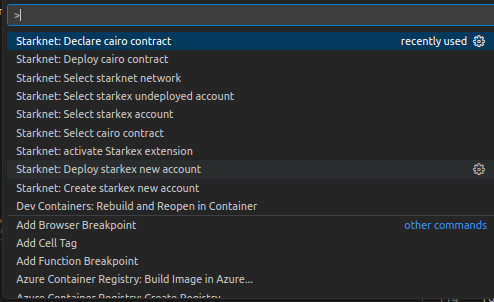 >
Starknet: Declare cairo contract recently used
Starknet: Deploy cairo contract
Starknet: Select starknet network
Starknet: Select starkex undeployed account
Starknet: Select starkex account
Starknet: Select cairo contract
Starknet: activate Starkex extension
Starknet: Deploy starkex new account
Starknet: Create starkex new account
Dev Containers: Rebuild and Reopen in Container
Add Browser Breakpoint other commands
Add Cell Tag
Add Function Breakpoint
Azure Container Registry: Build Image in Azure...
Azure Container Registry: Create Registry